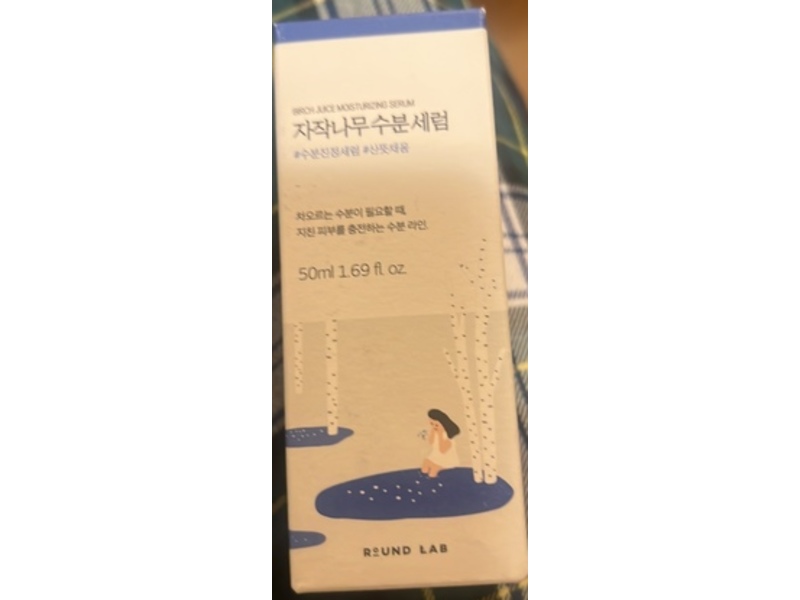 BIRCH JUICE MOISTURIZING SERUM
자작나무 수분 세럼
#수분진정세럼 #산뜻채움
차오르는 수분이 필요할 때,
지친 피부를 충전하는 수분 라인.
50ml 1.69 fl. oz.
ROUND LAB